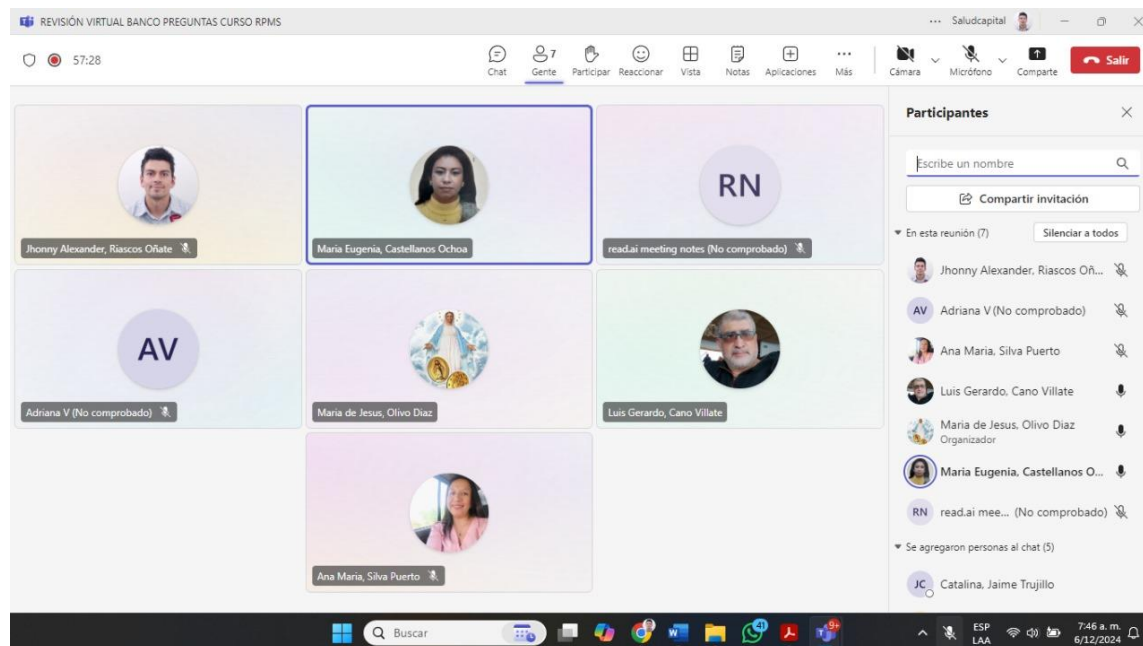 REVISIÓN VIRTUAL BANCO PREGUNTAS CURSO RPMS
Saludcapital
57:28
Chat
7
Gente
Participar
Reaccionar
Vista
Notas
Aplicaciones
Más
Cámara
Micrófono
Comparte
Salir
Jhonny Alexander, Riascos Oñate
Maria Eugenia, Castellanos Ochoa
RN
read.ai meeting notes (No comprobado)
AV
Adriana V (No comprobado)
Maria de Jesus, Olivo Diaz
Luis Gerardo, Cano Villate
Ana Maria, Silva Puerto
Participantes
Escribe un nombre
Compartir invitación
En esta reunión (7)
Silenciar a todos
Jhonny Alexander, Riascos Oñ...
AV Adriana V (No comprobado)
Ana Maria, Silva Puerto
Luis Gerardo, Cano Villate
Maria de Jesus, Olivo Diaz
Organizador
Maria Eugenia, Castellanos O...
RN read.ai mee... (No comprobado)
Se agregaron personas al chat (5)
JC Catalina, Jaime Trujillo
Buscar
41
9+
ESP
LAA
7:46 a. m.
6/12/2024